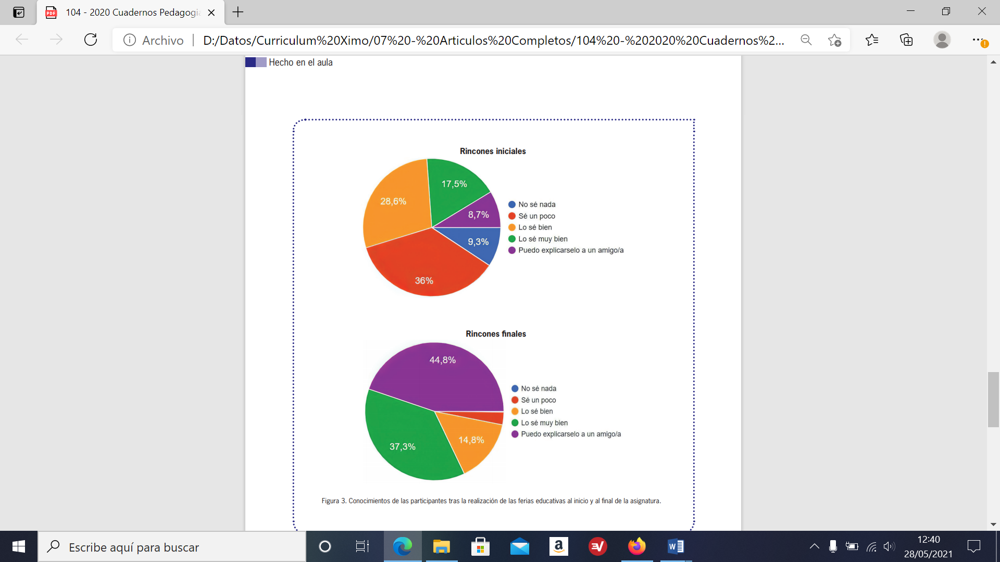 104 - 2020 Cuadernos Pedagogi
Archivo
D:/Datos/Curriculum%20Ximo/07%20-%20Articulos%20Completos/104%20-%202020%20Cuadernos%2...
Hecho en el aula
Rincones iniciales
17,5%
28,6%
8,7%
9,3%
36%
No sé nada
Sé un poco
Lo sé bien
Lo sé muy bien
Puedo explicarselo a un amigo/a
Rincones finales
44,8%
14,8%
37,3%
No sé nada
Sé un poco
Lo sé bien
Lo sé muy bien
Puedo explicarselo a un amigo/a
Figura 3. Conocimientos de las participantes tras la realización de las ferias educativas al inicio y al final de la asignatura.
Escribe aquí para buscar
12:40
28/05/2021